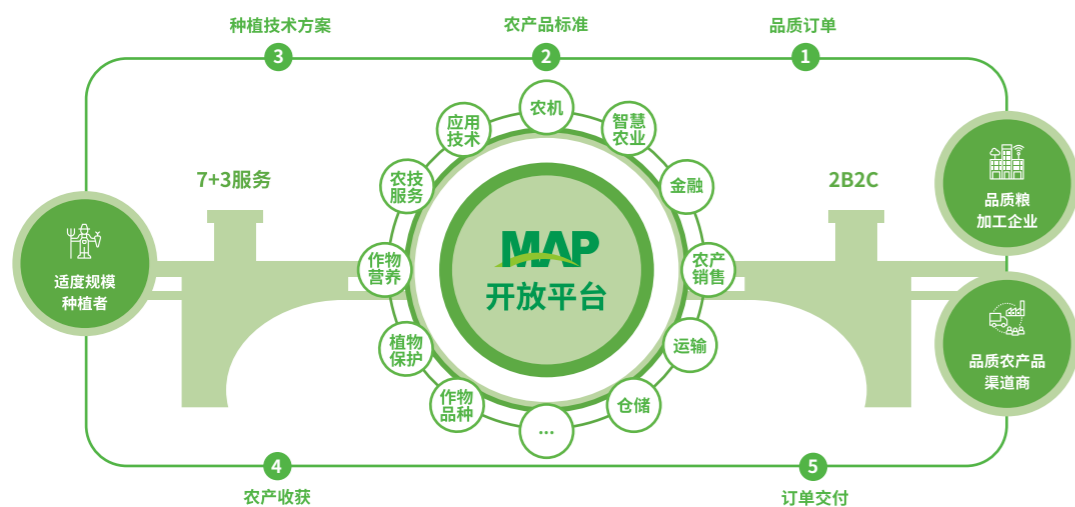 种植技术方案
农产品标准
品质订单
3
2
1
农机
应用
技术
智慧
农业
农技
服务
金融
7+3服务
2B2C
品质粮
加工企业
MAP
开放平台
适度规模
种植者
作物
营养
农产
销售
植物
保护
运输
品质农产品
渠道商
作物
品种
仓储
...
4
5
农产收获
订单交付